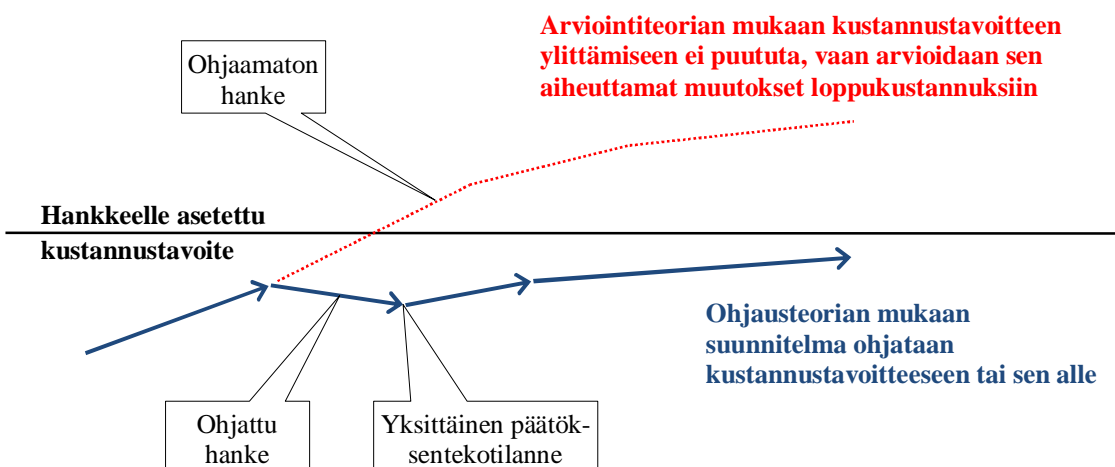 Arviointiteorian mukaan kustannustavoitteen
ylittämiseen ei puututa, vaan arvioidaan sen
aiheuttamat muutokset loppukustannuksiin
Ohjaamaton
hanke
Hankkeelle asetettu
kustannustavoite
Ohjausteorian mukaan
suunnitelma ohjataan
kustannustavoitteeseen tai sen alle
Ohjattu
hanke
Yksittäinen päätök-
sentekotilanne